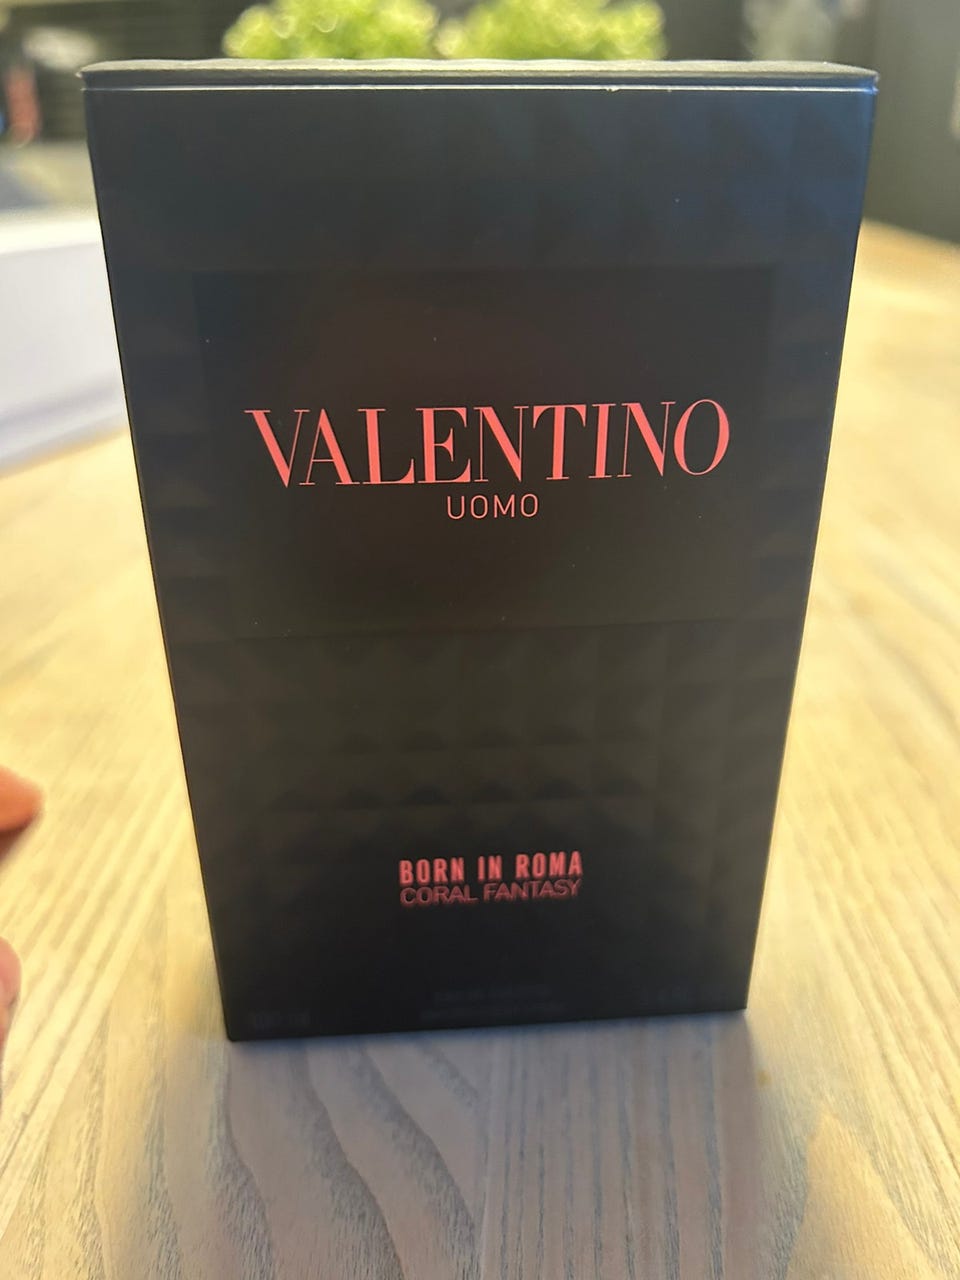 VALENTINO
UOMO
BORN IN ROMA
CORAL FANTASY